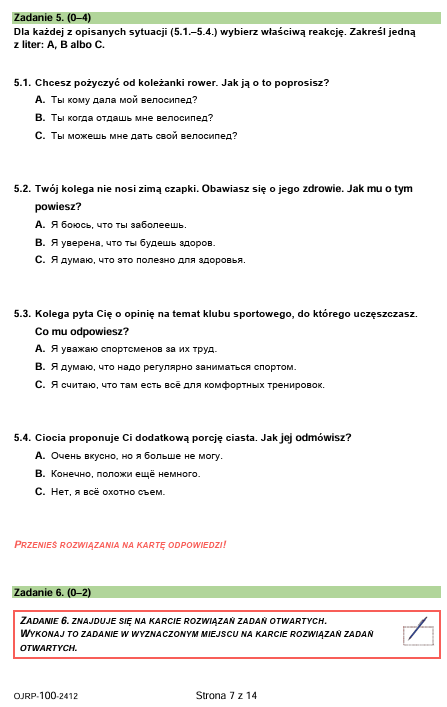 Zadanie 5. (0–4)
Dla każdej z opisanych sytuacji (5.1.–5.4.) wybierz właściwą reakcję. Zakreśl jedną
z liter: A, B albo C.
5.1. Chcesz pożyczyć od koleżanki rower. Jak ją o to poprosisz?
A. Ты кому дала мой велосипед?
B. Ты когда отдашь мне велосипед?
C. Ты можешь мне дать свой велосипед?
5.2. Twój kolega nie nosi zimą czapki. Obawiasz się o jego zdrowie. Jak mu o tym
powiesz?
A. Я боюсь, что ты заболеешь.
B. Я уверена, что ты будешь здоров.
C. Я думаю, что это полезно для здоровья.
5.3. Kolega pyta Cię o opinię na temat klubu sportowego, do którego uczęszczasz.
Co mu odpowiesz?
A. Я уважаю спортсменов за их труд.
B. Я думаю, что надо регулярно заниматься спортом.
C. Я считаю, что там есть всё для комфортных тренировок.
5.4. Ciocia proponuje Ci dodatkową porcję ciasta. Jak jej odmówisz?
A. Очень вкусно, но я больше не могу.
B. Конечно, положи ещё немного.
C. Нет, я всё охотно съем.
PRZENIEŚ ROZWIĄZANIA NA KARTĘ ODPOWIEDZI!
Zadanie 6. (0–2)
ZADANIE 6. ZNAJDUJE SIĘ NA KARCIE ROZWIĄZAŃ ZADAŃ OTWARTYCH.
WYKONAJ TO ZADANIE W WYZNACZONYM MIEJSCU NA KARCIE ROZWIĄZAŃ ZADAŃ
OTWARTYCH.
OJRP-100-2412 Strona 7 z 14